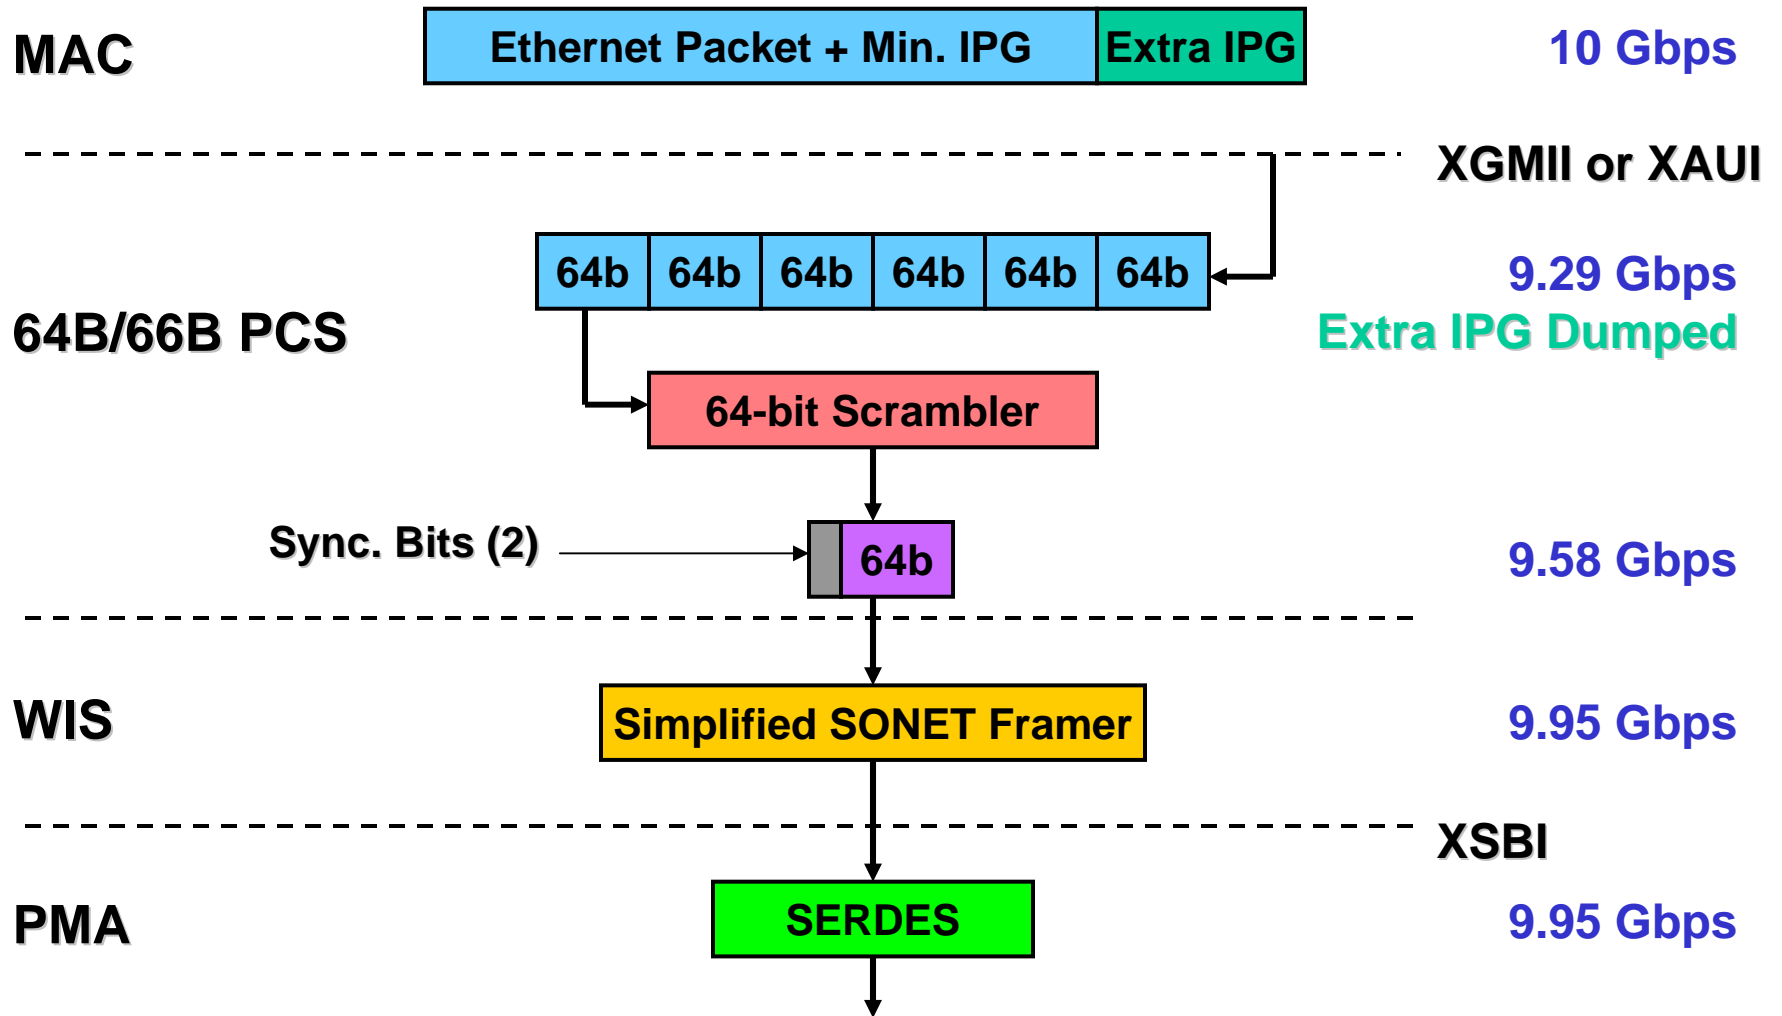 MAC
Ethernet Packet + Min. IPG
Extra IPG
10 Gbps
XGMII or XAUI
64b 64b 64b 64b 64b 64b
9.29 Gbps
64B/66B PCS
Extra IPG Dumped
64-bit Scrambler
Sync. Bits (2)
64b
9.58 Gbps
WIS
Simplified SONET Framer
9.95 Gbps
XSBI
PMA
SERDES
9.95 Gbps